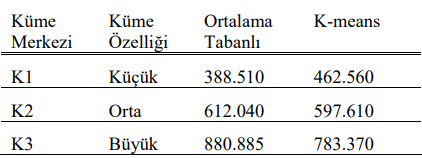 Küme Merkezi	Küme Özelliği	Ortalama Tabanlı	K-means
K1	Küçük	388.510	462.560
K2	Orta	612.040	597.610
K3	Büyük	880.885	783.370